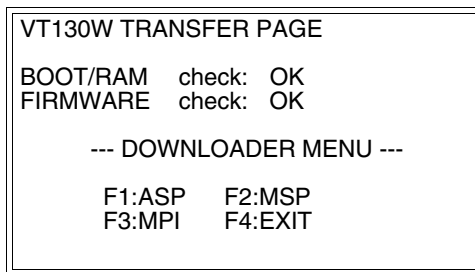 VT130W TRANSFER PAGE
BOOT/RAM check: OK
FIRMWARE check: OK
--- DOWNLOADER MENU ---
F1:ASP F2:MSP
F3:MPI F4:EXIT